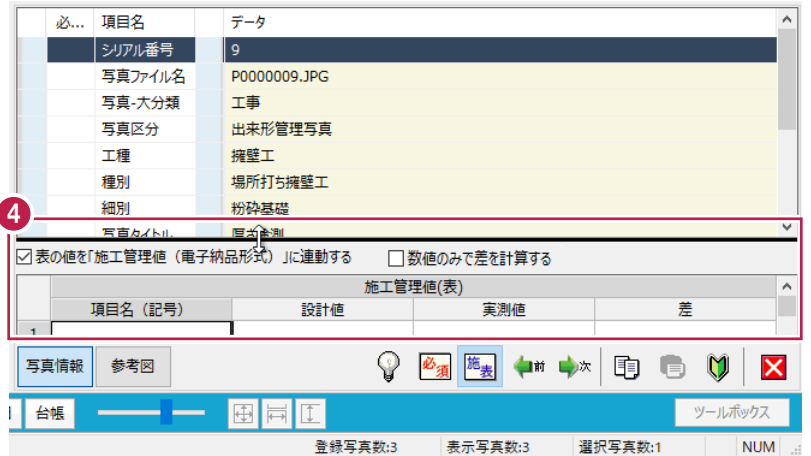 必... 項目名 データ
シリアル番号 9
写真ファイル名 P0000009.JPG
写真-大分類 工事
写真区分 出来形管理写真
工種 擁壁工
種別 場所打ち擁壁工
細別 粉砕基礎
4
写真タイトル
表の値を「施工管理値（電子納品形式）」に連動する 数値のみで差を計算する
施工管理値(表)
項目名（記号） 設計値 実測値 差
1
写真情報 参考図 必須 施表 前 次
台帳 ツールボックス
登録写真数:3 表示写真数:3 選択写真数:1 NUM